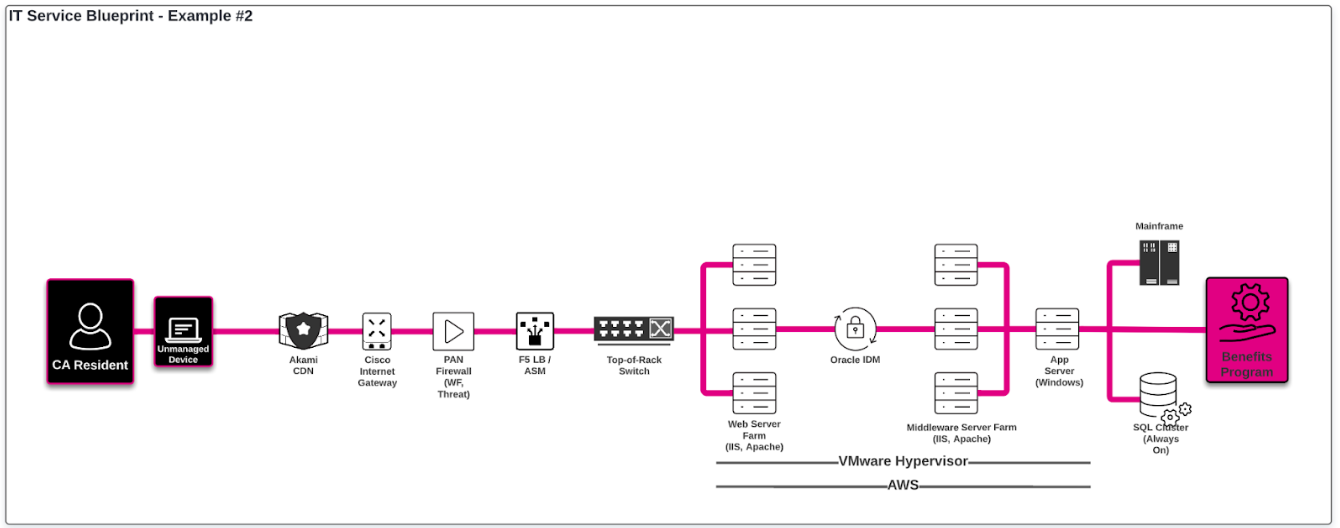 IT Service Blueprint - Example #2
CA Resident
Unmanaged
Device
Akami
CDN
Cisco
Internet
Gateway
PAN
Firewall
(WF,
Threat)
F5 LB /
ASM
Top-of-Rack
Switch
Web Server
Farm
(IIS, Apache)
Oracle IDM
Middleware Server Farm
(IIS, Apache)
App
Server
(Windows)
Mainframe
SQL Cluster
(Always
On)
Benefits
Program
VMware Hypervisor
AWS